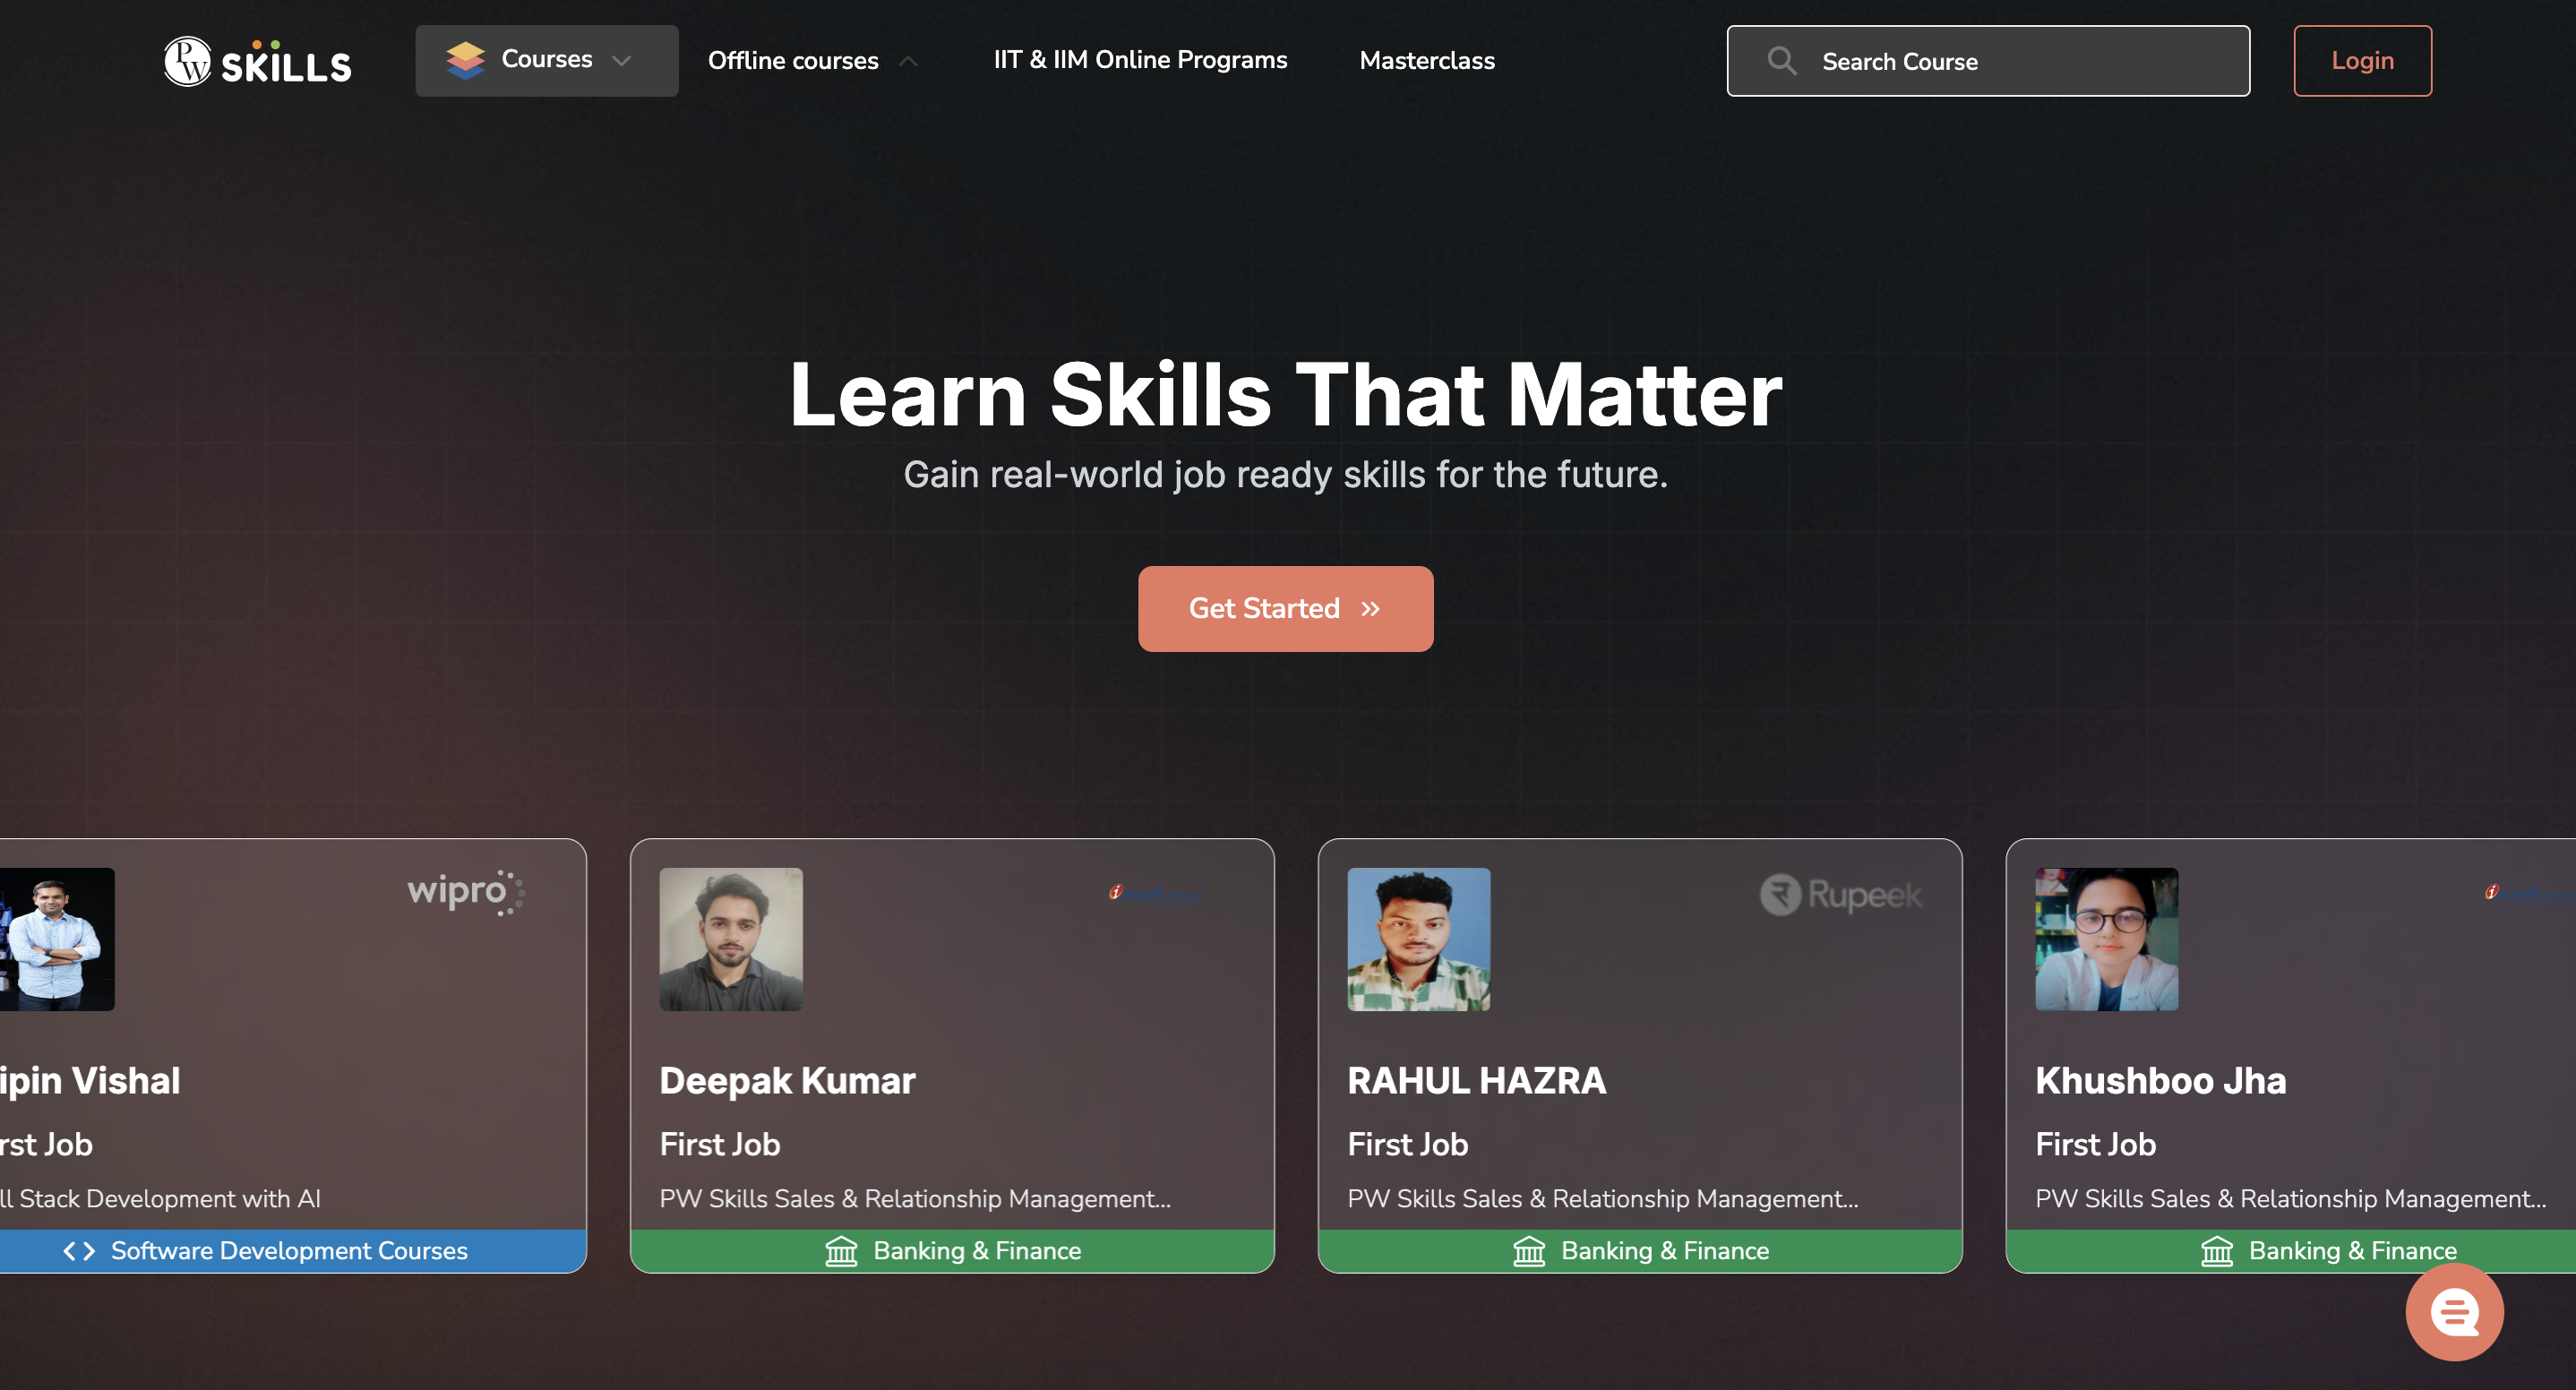 PW SKILLS
Courses
Offline courses
IIT & IIM Online Programs
Masterclass
Search Course
Login
Learn Skills That Matter
Gain real-world job ready skills for the future.
Get Started
wipro
ipin Vishal
rst Job
ll Stack Development with AI
Software Development Courses
Deepak Kumar
First Job
PW Skills Sales & Relationship Management...
Banking & Finance
Rupeek
RAHUL HAZRA
First Job
PW Skills Sales & Relationship Management...
Banking & Finance
Khushboo Jha
First Job
PW Skills Sales & Relationship Management...
Banking & Finance